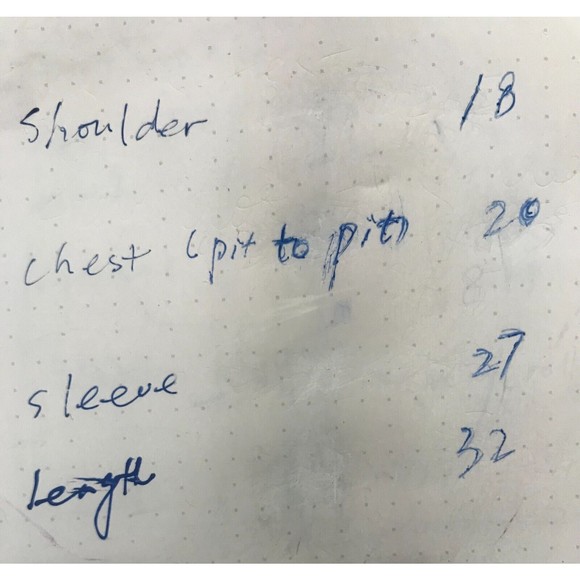 Shoulder 18
Chest (pit to pit) 20
Sleeve 27
Length 32